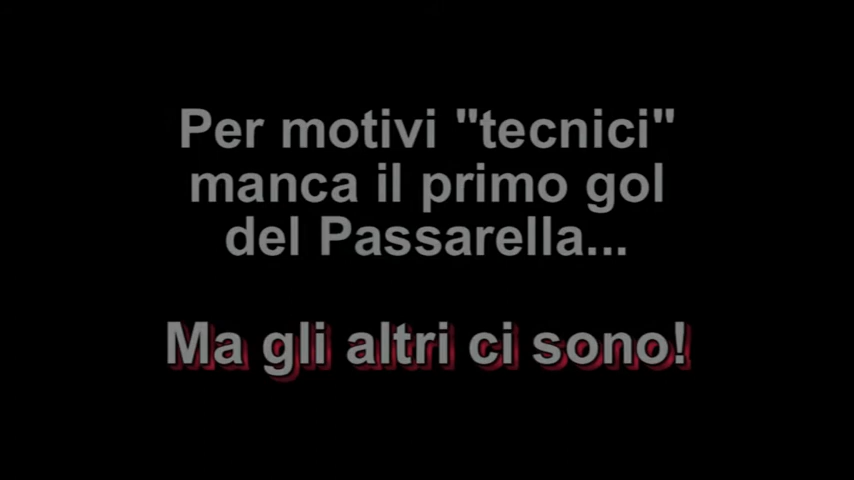 Per motivi "tecnici"
manca il primo gol
del Passarella...
Ma gli altri ci sono!